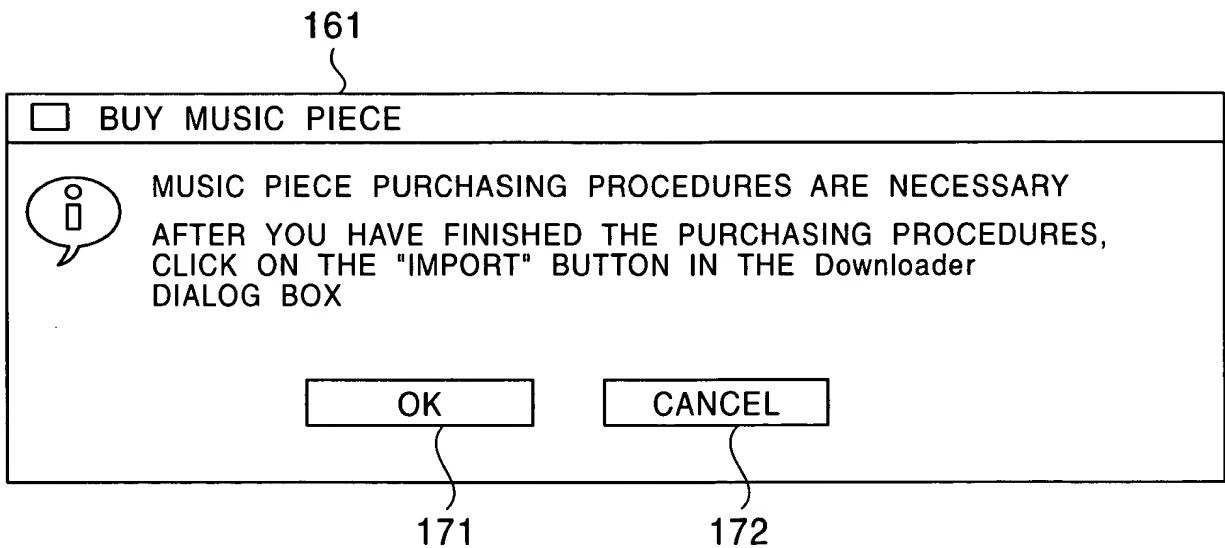 161
BUY MUSIC PIECE
MUSIC PIECE PURCHASING PROCEDURES ARE NECESSARY
AFTER YOU HAVE FINISHED THE PURCHASING PROCEDURES,
CLICK ON THE "IMPORT" BUTTON IN THE Downloader
DIALOG BOX
OK
CANCEL
171
172